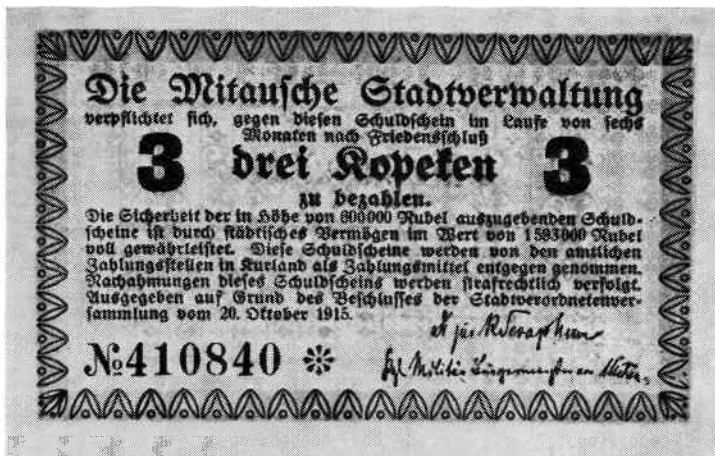 Die Mitausche Stadtverwaltung
verpflichtet sich, gegen diesen Schuldschein im Laufe von sechs
Monaten nach Friedensschluß
3 drei Kopeken 3
zu bezahlen.
Die Sicherheit der in Höhe von 800000 Rubel auszugebenden Schuld-
scheine ist durch städtisches Vermögen im Wert von 1593000 Rubel
voll gewährleistet. Diese Schuldscheine werden von den amtlichen
Zahlungsstellen in Kurland als Zahlungsmittel entgegen genommen.
Nachahmungen dieses Schuldscheins werden strafrechtlich verfolgt.
Ausgegeben auf Grund des Beschlusses der Stadtverordnetenver-
sammlung vom 20. Oktober 1915.
№ 410840